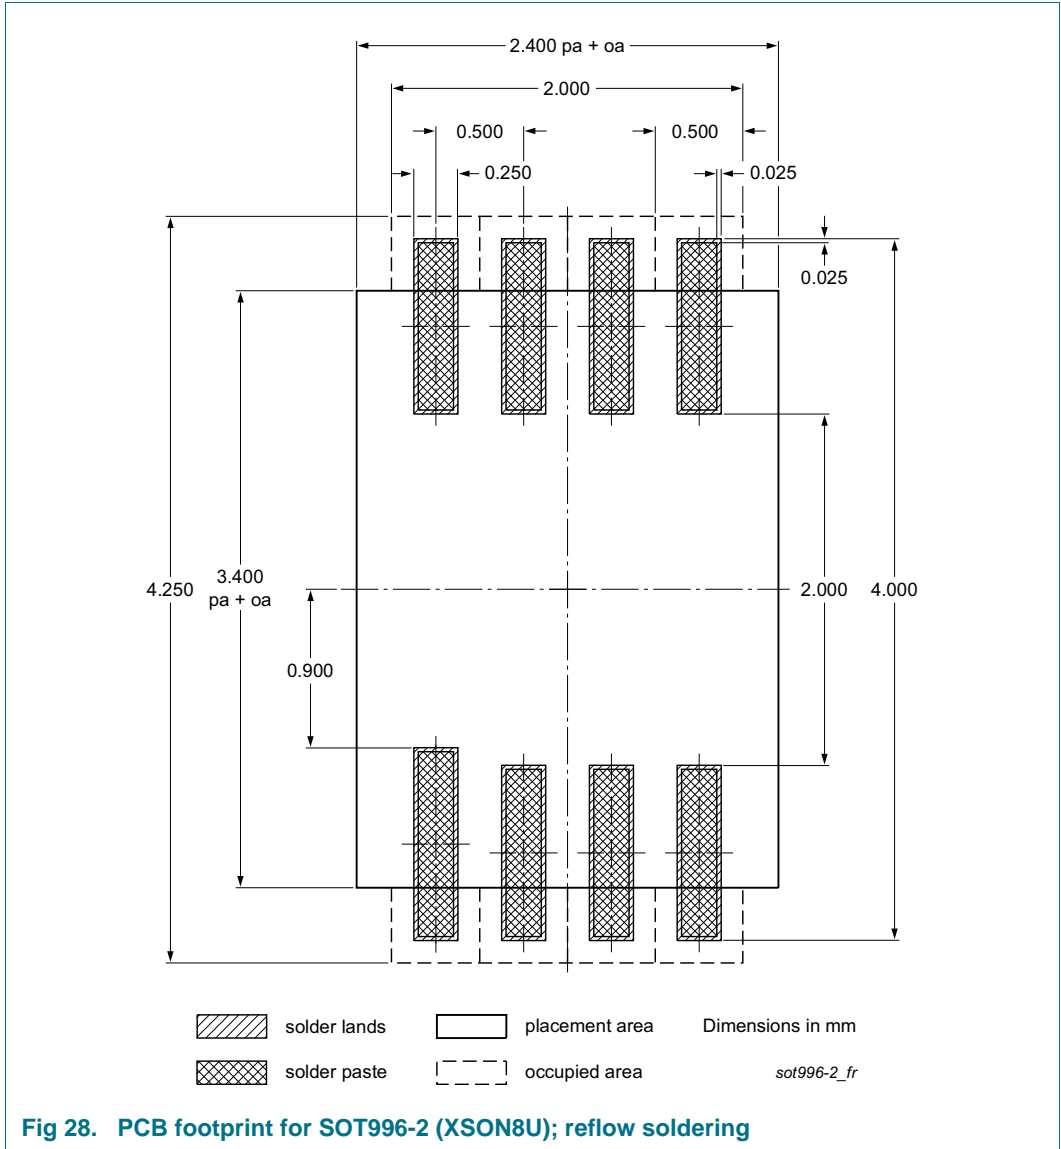 2.400 pa + oa
2.000
0.500
0.500
0.250
0.025
0.025
4.250
3.400
pa + oa
2.000
4.000
0.900
solder lands
placement area
Dimensions in mm
solder paste
occupied area
sot996-2_fr
Fig 28. PCB footprint for SOT996-2 (XSON8U); reflow soldering